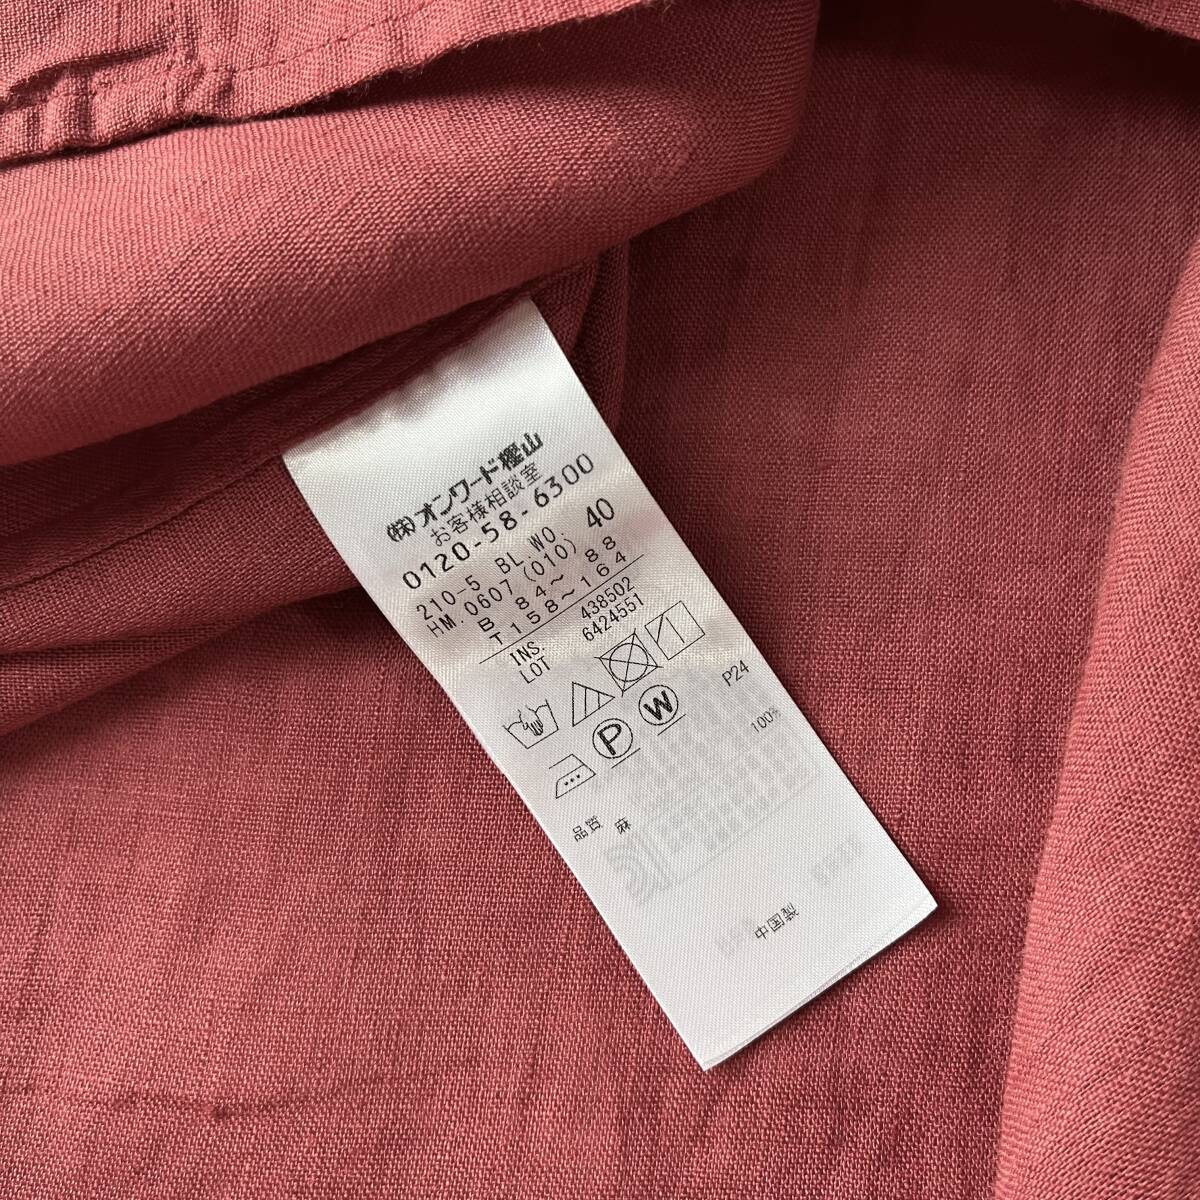 ㈱オンワード樫山
お客様相談室
0120-58-6300
210-5 BL.WO. 40
HM.0607(010)
B 84～ 88
T158～164
INS. 438502
LOT 6424551
P W
P24
品質 麻 100%
中国製